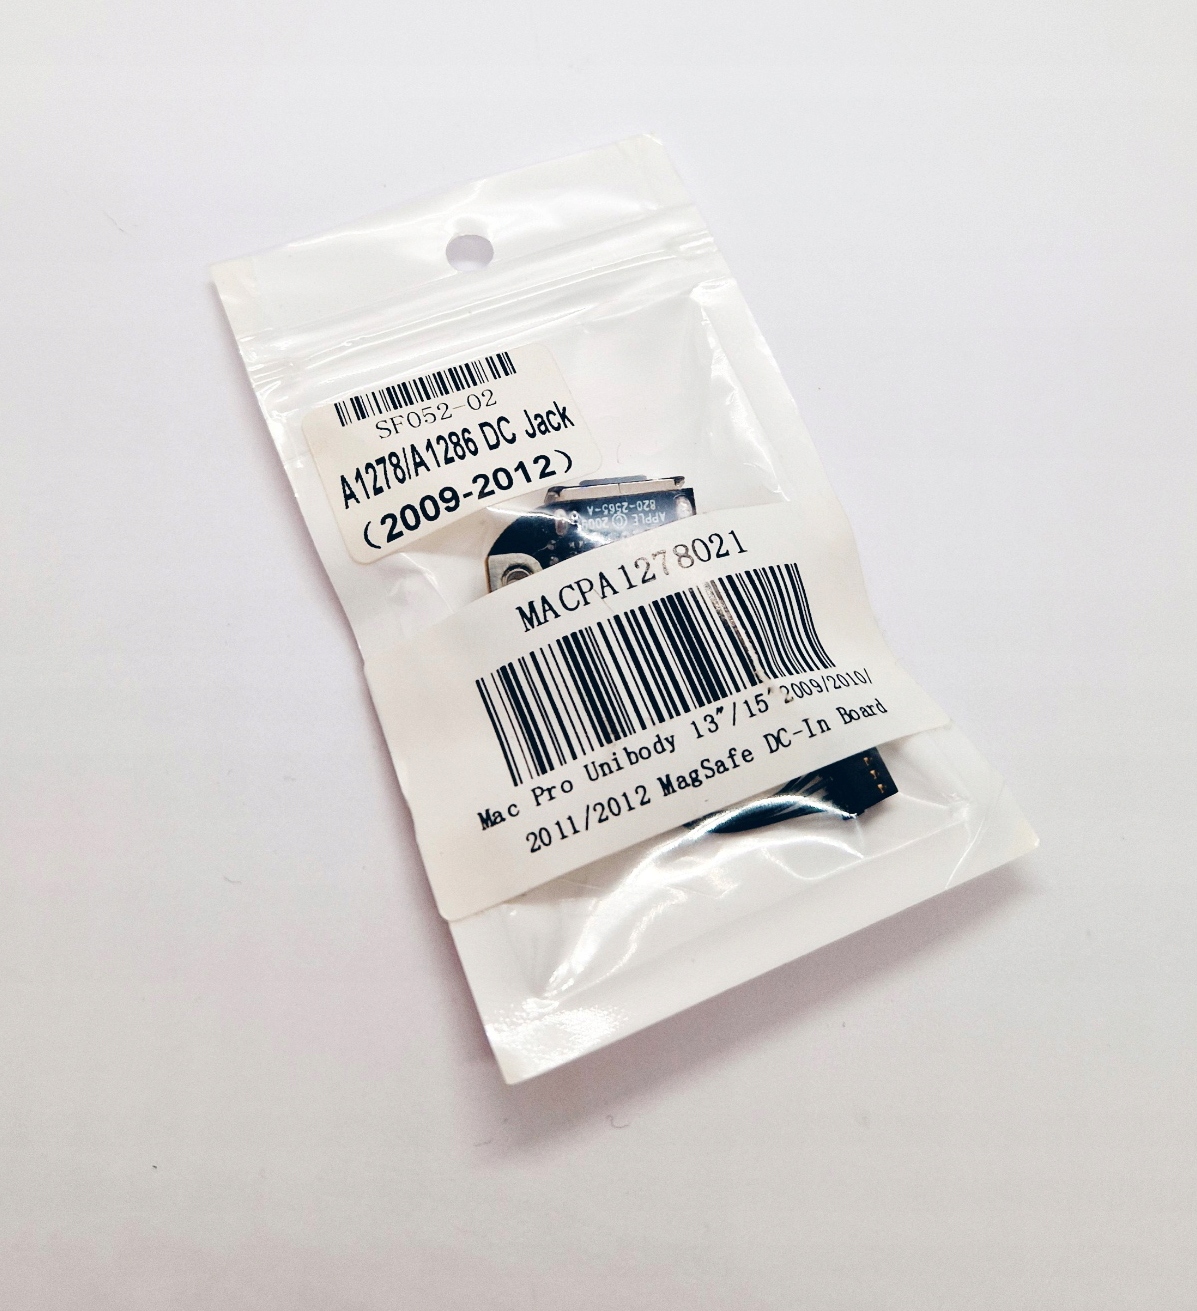 SF052-02
A1278/A1286 DC Jack
(2009-2012)
820-2565-A
APPLE ©
MACPA1278021
Mac Pro Unibody 13"/15" 2009/2010/
2011/2012 MagSafe DC-In Board